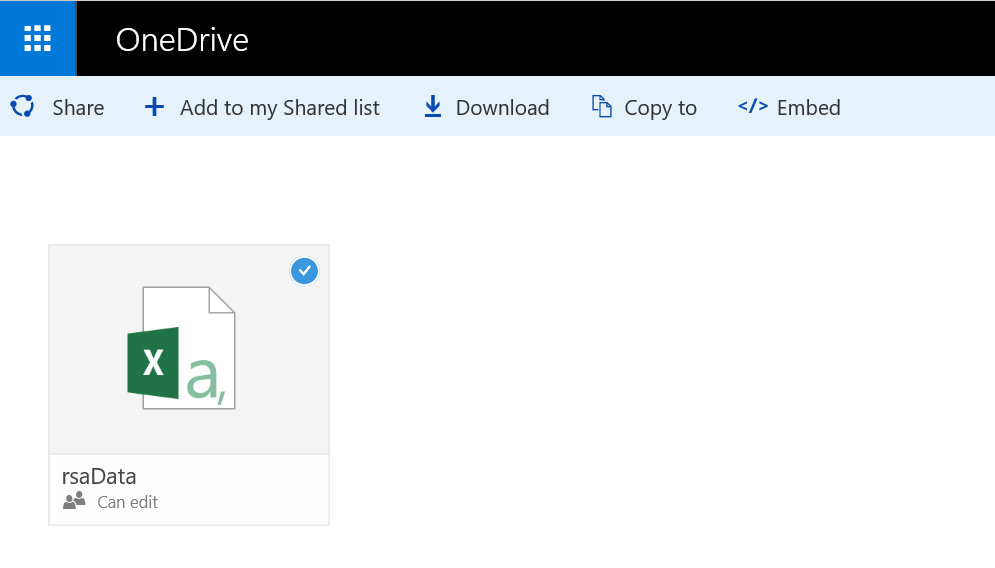 OneDrive
Share Add to my Shared list Download Copy to </> Embed
X a,
rsaData
Can edit